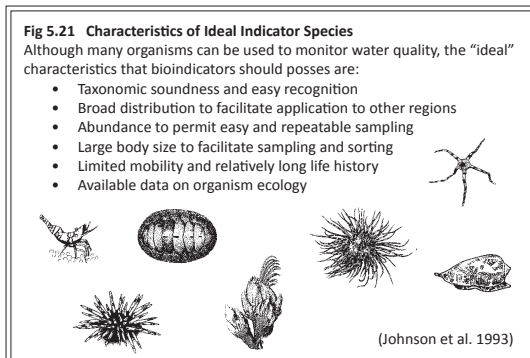 Fig 5.21 Characteristics of Ideal Indicator Species
Although many organisms can be used to monitor water quality, the “ideal”
characteristics that bioindicators should posses are:
• Taxonomic soundness and easy recognition
• Broad distribution to facilitate application to other regions
• Abundance to permit easy and repeatable sampling
• Large body size to facilitate sampling and sorting
• Limited mobility and relatively long life history
• Available data on organism ecology
(Johnson et al. 1993)